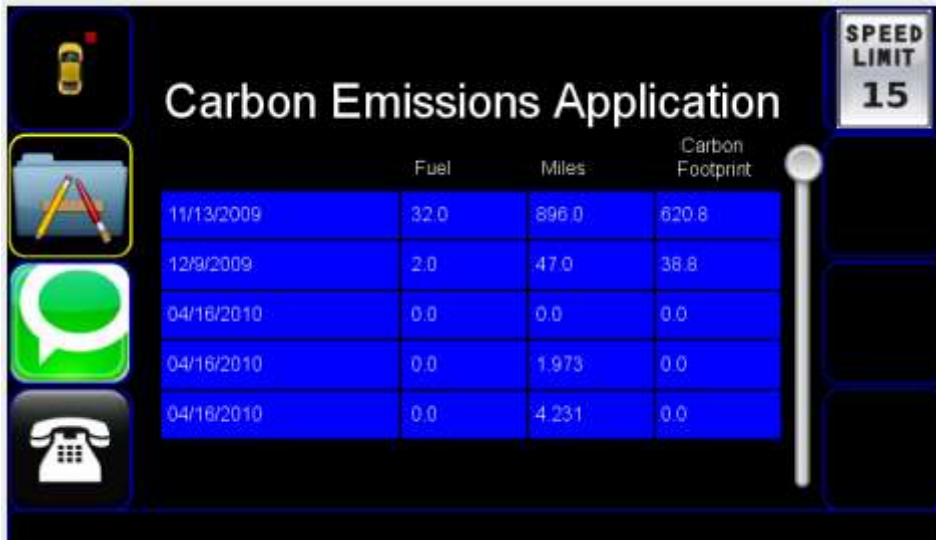 SPEED
LIMIT
15
Carbon Emissions Application
Fuel Miles Carbon
Footprint
11/13/2009 32.0 896.0 620.8
12/9/2009 2.0 47.0 38.8
04/16/2010 0.0 0.0 0.0
04/16/2010 0.0 1.973 0.0
04/16/2010 0.0 4.231 0.0